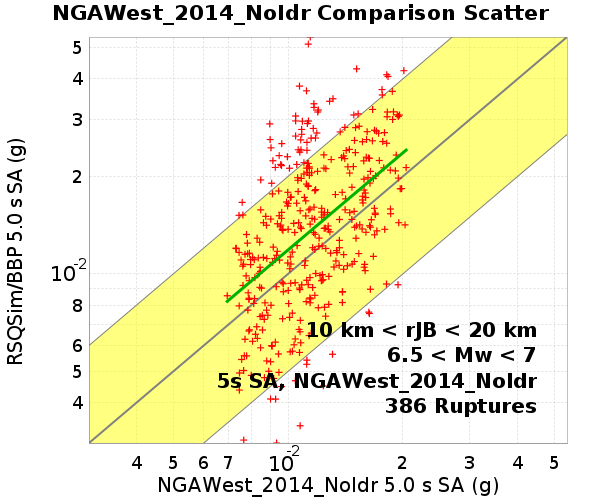 NGAWest_2014_NoIdr Comparison Scatter
RSQSim/BBP 5.0 s SA (g)
5
4
3
2
10-2
8
6
5
4
10 km < rJB < 20 km
6.5 < Mw < 7
5s SA, NGAWest_2014_NoIdr
386 Ruptures
4 5 6 7 10-2 2 3 4 5
NGAWest_2014_NoIdr 5.0 s SA (g)